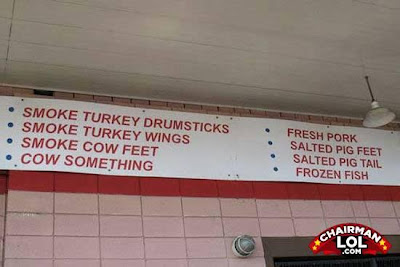 SMOKE TURKEY DRUMSTICKS
SMOKE TURKEY WINGS
SMOKE COW FEET
COW SOMETHING
FRESH PORK
SALTED PIG FEET
SALTED PIG TAIL
FROZEN FISH
CHAIRMAN
LOL.
.COM